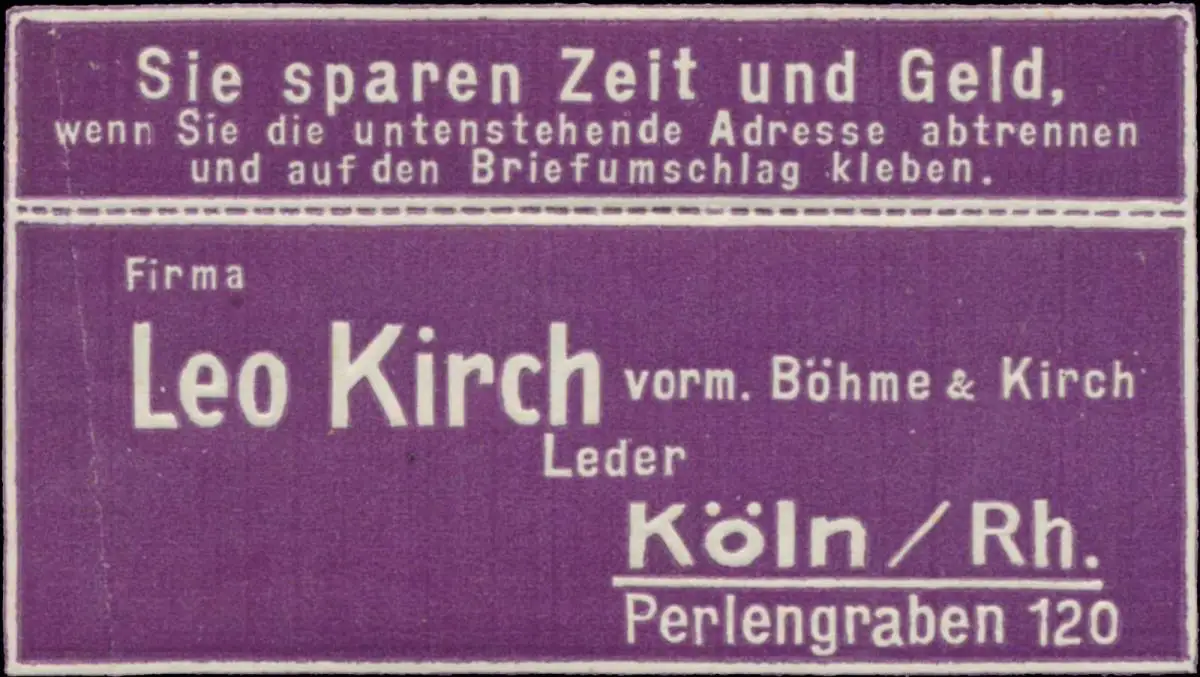 Sie sparen Zeit und Geld,
wenn Sie die untenstehende Adresse abtrennen
und auf den Briefumschlag kleben.
Firma
Leo Kirch vorm. Böhme & Kirch
Leder
Köln / Rh.
Perlengraben 120